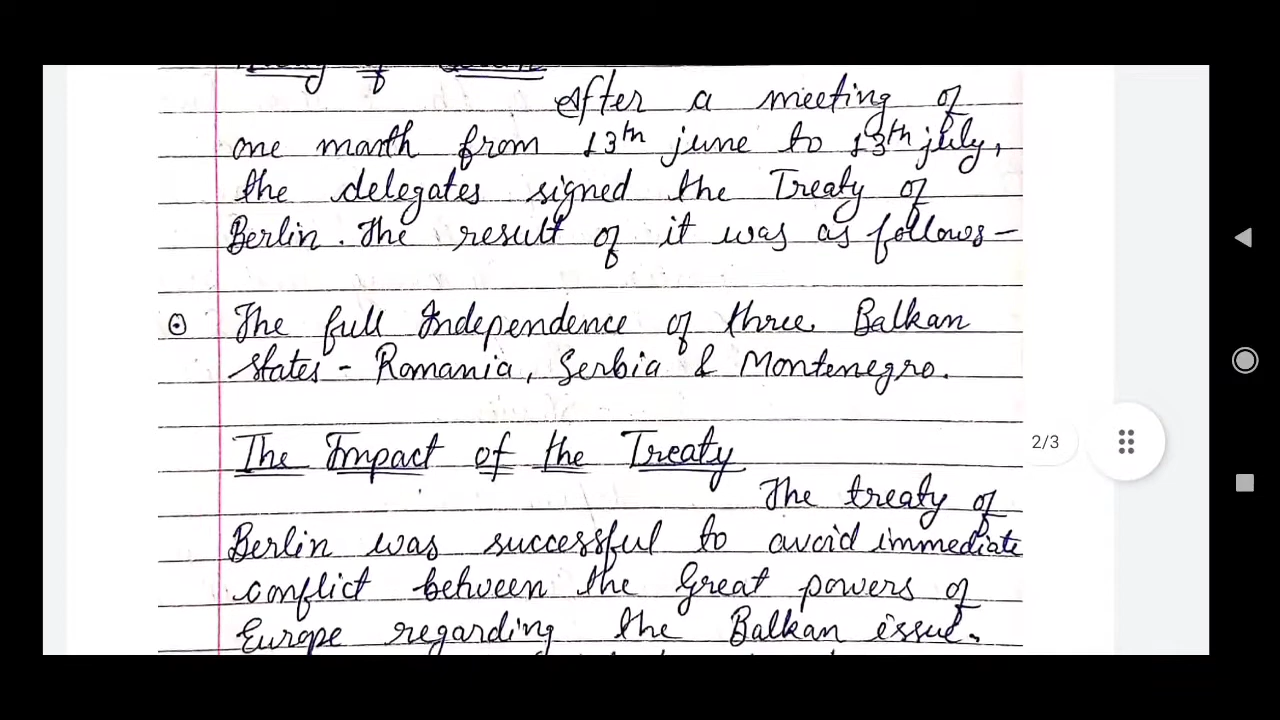 After a meeting of
one month from 13th june to 13th july,
the delegates signed the Treaty of
Berlin. The result of it was as follows-
The full Independence of three Balkan
states - Romania, Serbia & Montenegro.
The Impact of the Treaty
2/3
The treaty of
Berlin was successful to avoid immediate
conflict between the Great powers of
Europe regarding the Balkan issue.